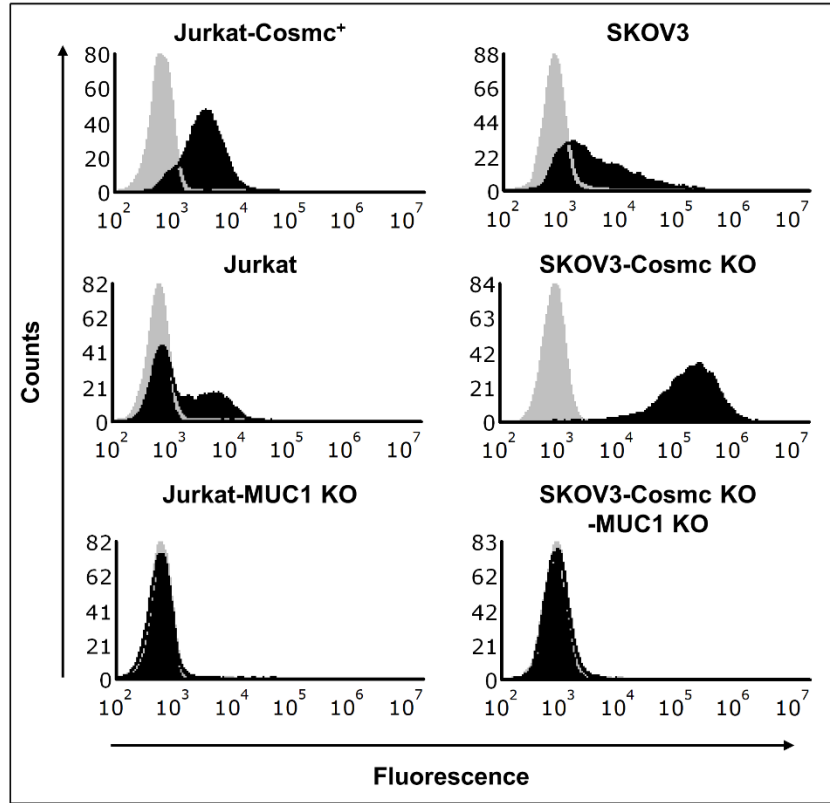 Jurkat-Cosmc⁺
80
60
40
20
0
10² 10³ 10⁴ 10⁵ 10⁶ 10⁷
SKOV3
88
66
44
22
0
10² 10³ 10⁴ 10⁵ 10⁶ 10⁷
Jurkat
82
62
41
21
0
10² 10³ 10⁴ 10⁵ 10⁶ 10⁷
SKOV3-Cosmc KO
84
63
42
21
0
10² 10³ 10⁴ 10⁵ 10⁶ 10⁷
Jurkat-MUC1 KO
82
62
41
21
0
10² 10³ 10⁴ 10⁵ 10⁶ 10⁷
SKOV3-Cosmc KO
-MUC1 KO
83
62
42
21
0
10² 10³ 10⁴ 10⁵ 10⁶ 10⁷
Counts
Fluorescence